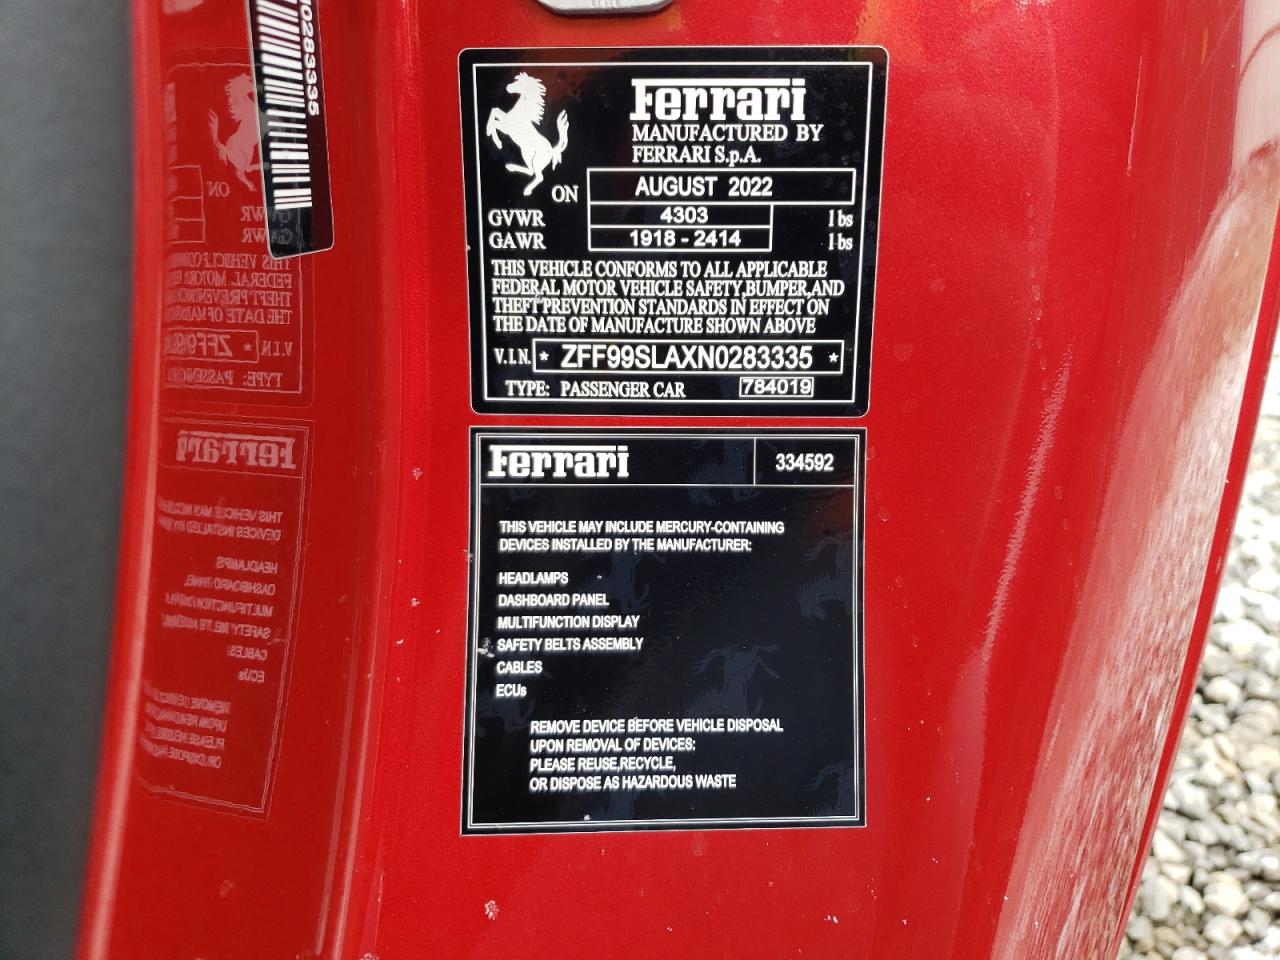 0283335
Ferrari
MANUFACTURED BY
FERRARI S.p.A.
ON AUGUST 2022
GVWR 4303 lbs
GAWR 1918 - 2414 lbs
THIS VEHICLE CONFORMS TO ALL APPLICABLE
FEDERAL MOTOR VEHICLE SAFETY,BUMPER,AND
THEFT PREVENTION STANDARDS IN EFFECT ON
THE DATE OF MANUFACTURE SHOWN ABOVE
V.I.N. * ZFF99SLAXN0283335 *
TYPE: PASSENGER CAR 784019
Ferrari 334592
THIS VEHICLE MAY INCLUDE MERCURY-CONTAINING
DEVICES INSTALLED BY THE MANUFACTURER:
HEADLAMPS
DASHBOARD PANEL
MULTIFUNCTION DISPLAY
SAFETY BELTS ASSEMBLY
CABLES
ECUs
REMOVE DEVICE BEFORE VEHICLE DISPOSAL
UPON REMOVAL OF DEVICES:
PLEASE REUSE,RECYCLE,
OR DISPOSE AS HAZARDOUS WASTE